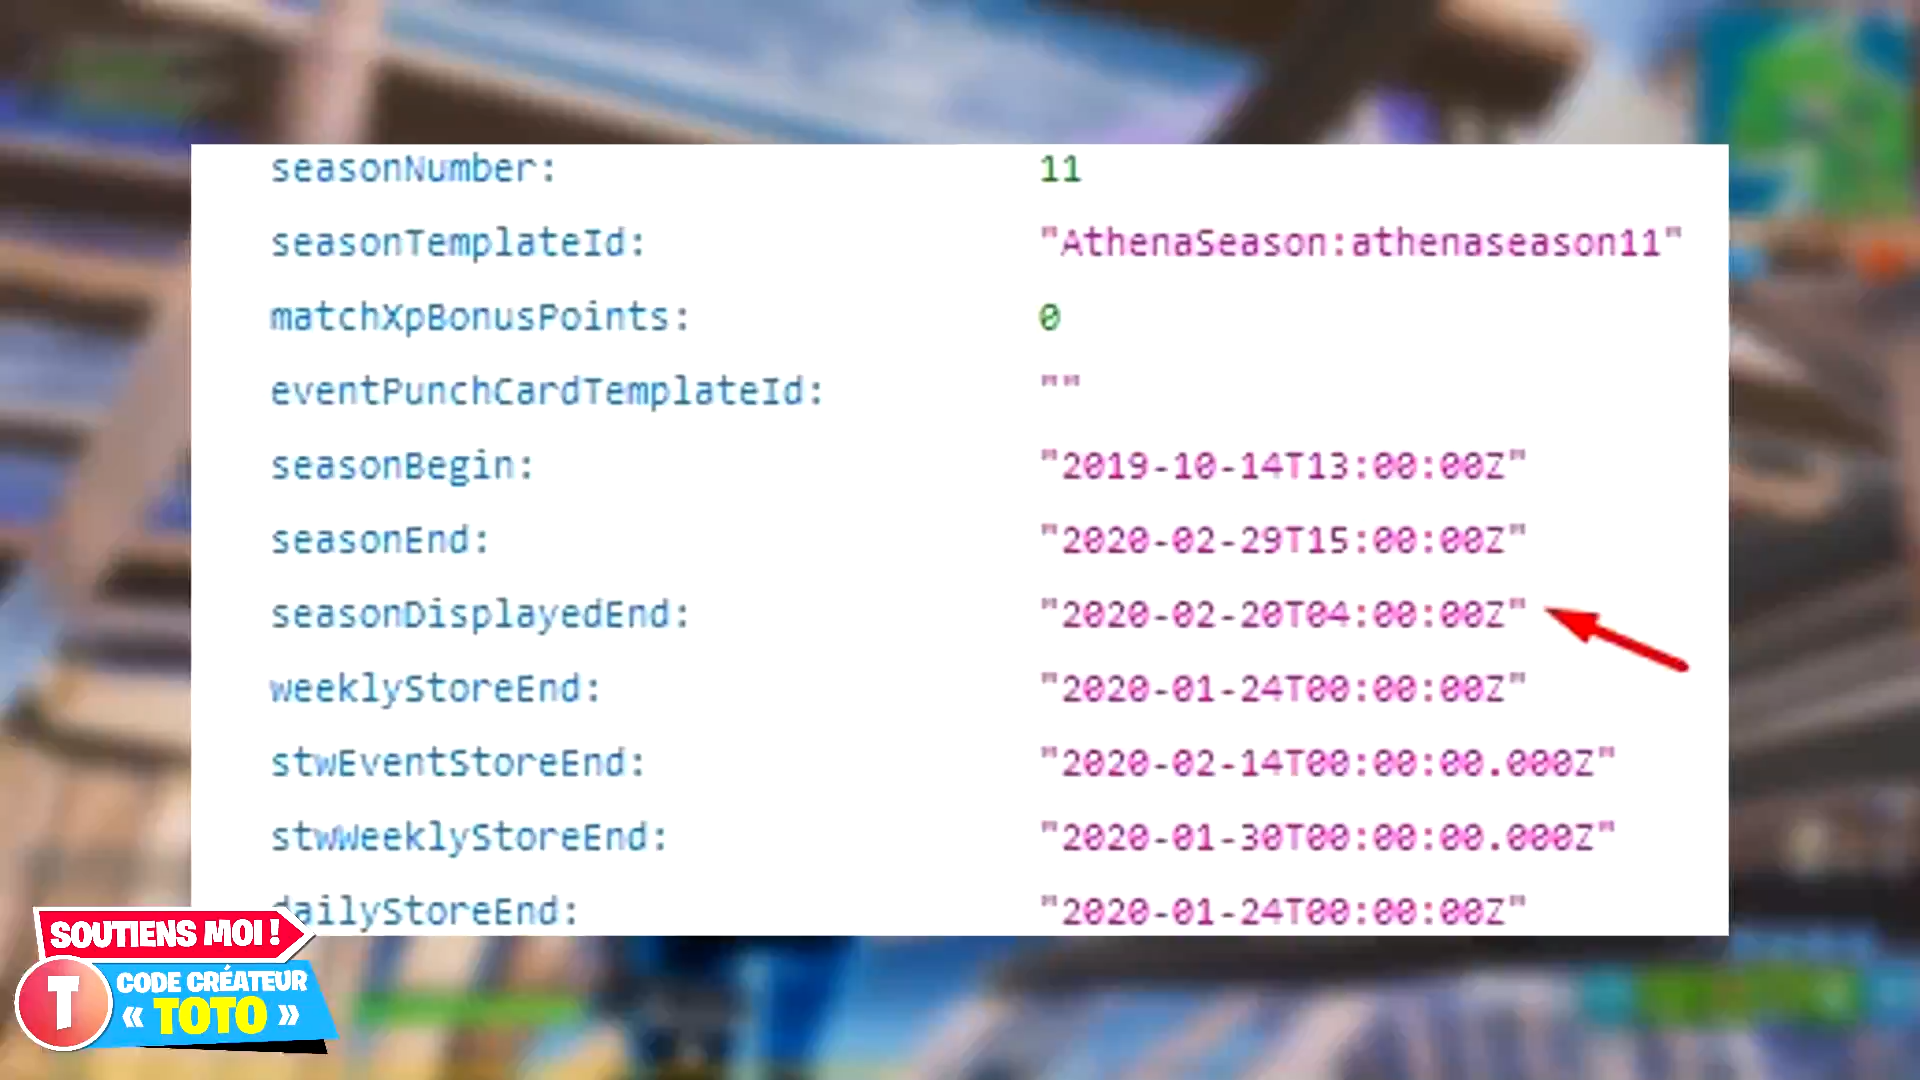 seasonNumber: 11
seasonTemplateId: "AthenaSeason:athenaseason11"
matchXpBonusPoints: 0
eventPunchCardTemplateId: ""
seasonBegin: "2019-10-14T13:00:00Z"
seasonEnd: "2020-02-29T15:00:00Z"
seasonDisplayedEnd: "2020-02-20T04:00:00Z"
weeklyStoreEnd: "2020-01-24T00:00:00Z"
stwEventStoreEnd: "2020-02-14T00:00:00.000Z"
stwWeeklyStoreEnd: "2020-01-30T00:00:00.000Z"
dailyStoreEnd: "2020-01-24T00:00:00Z"
SOUTIENS MOI !
T
CODE CRÉATEUR
« TOTO »